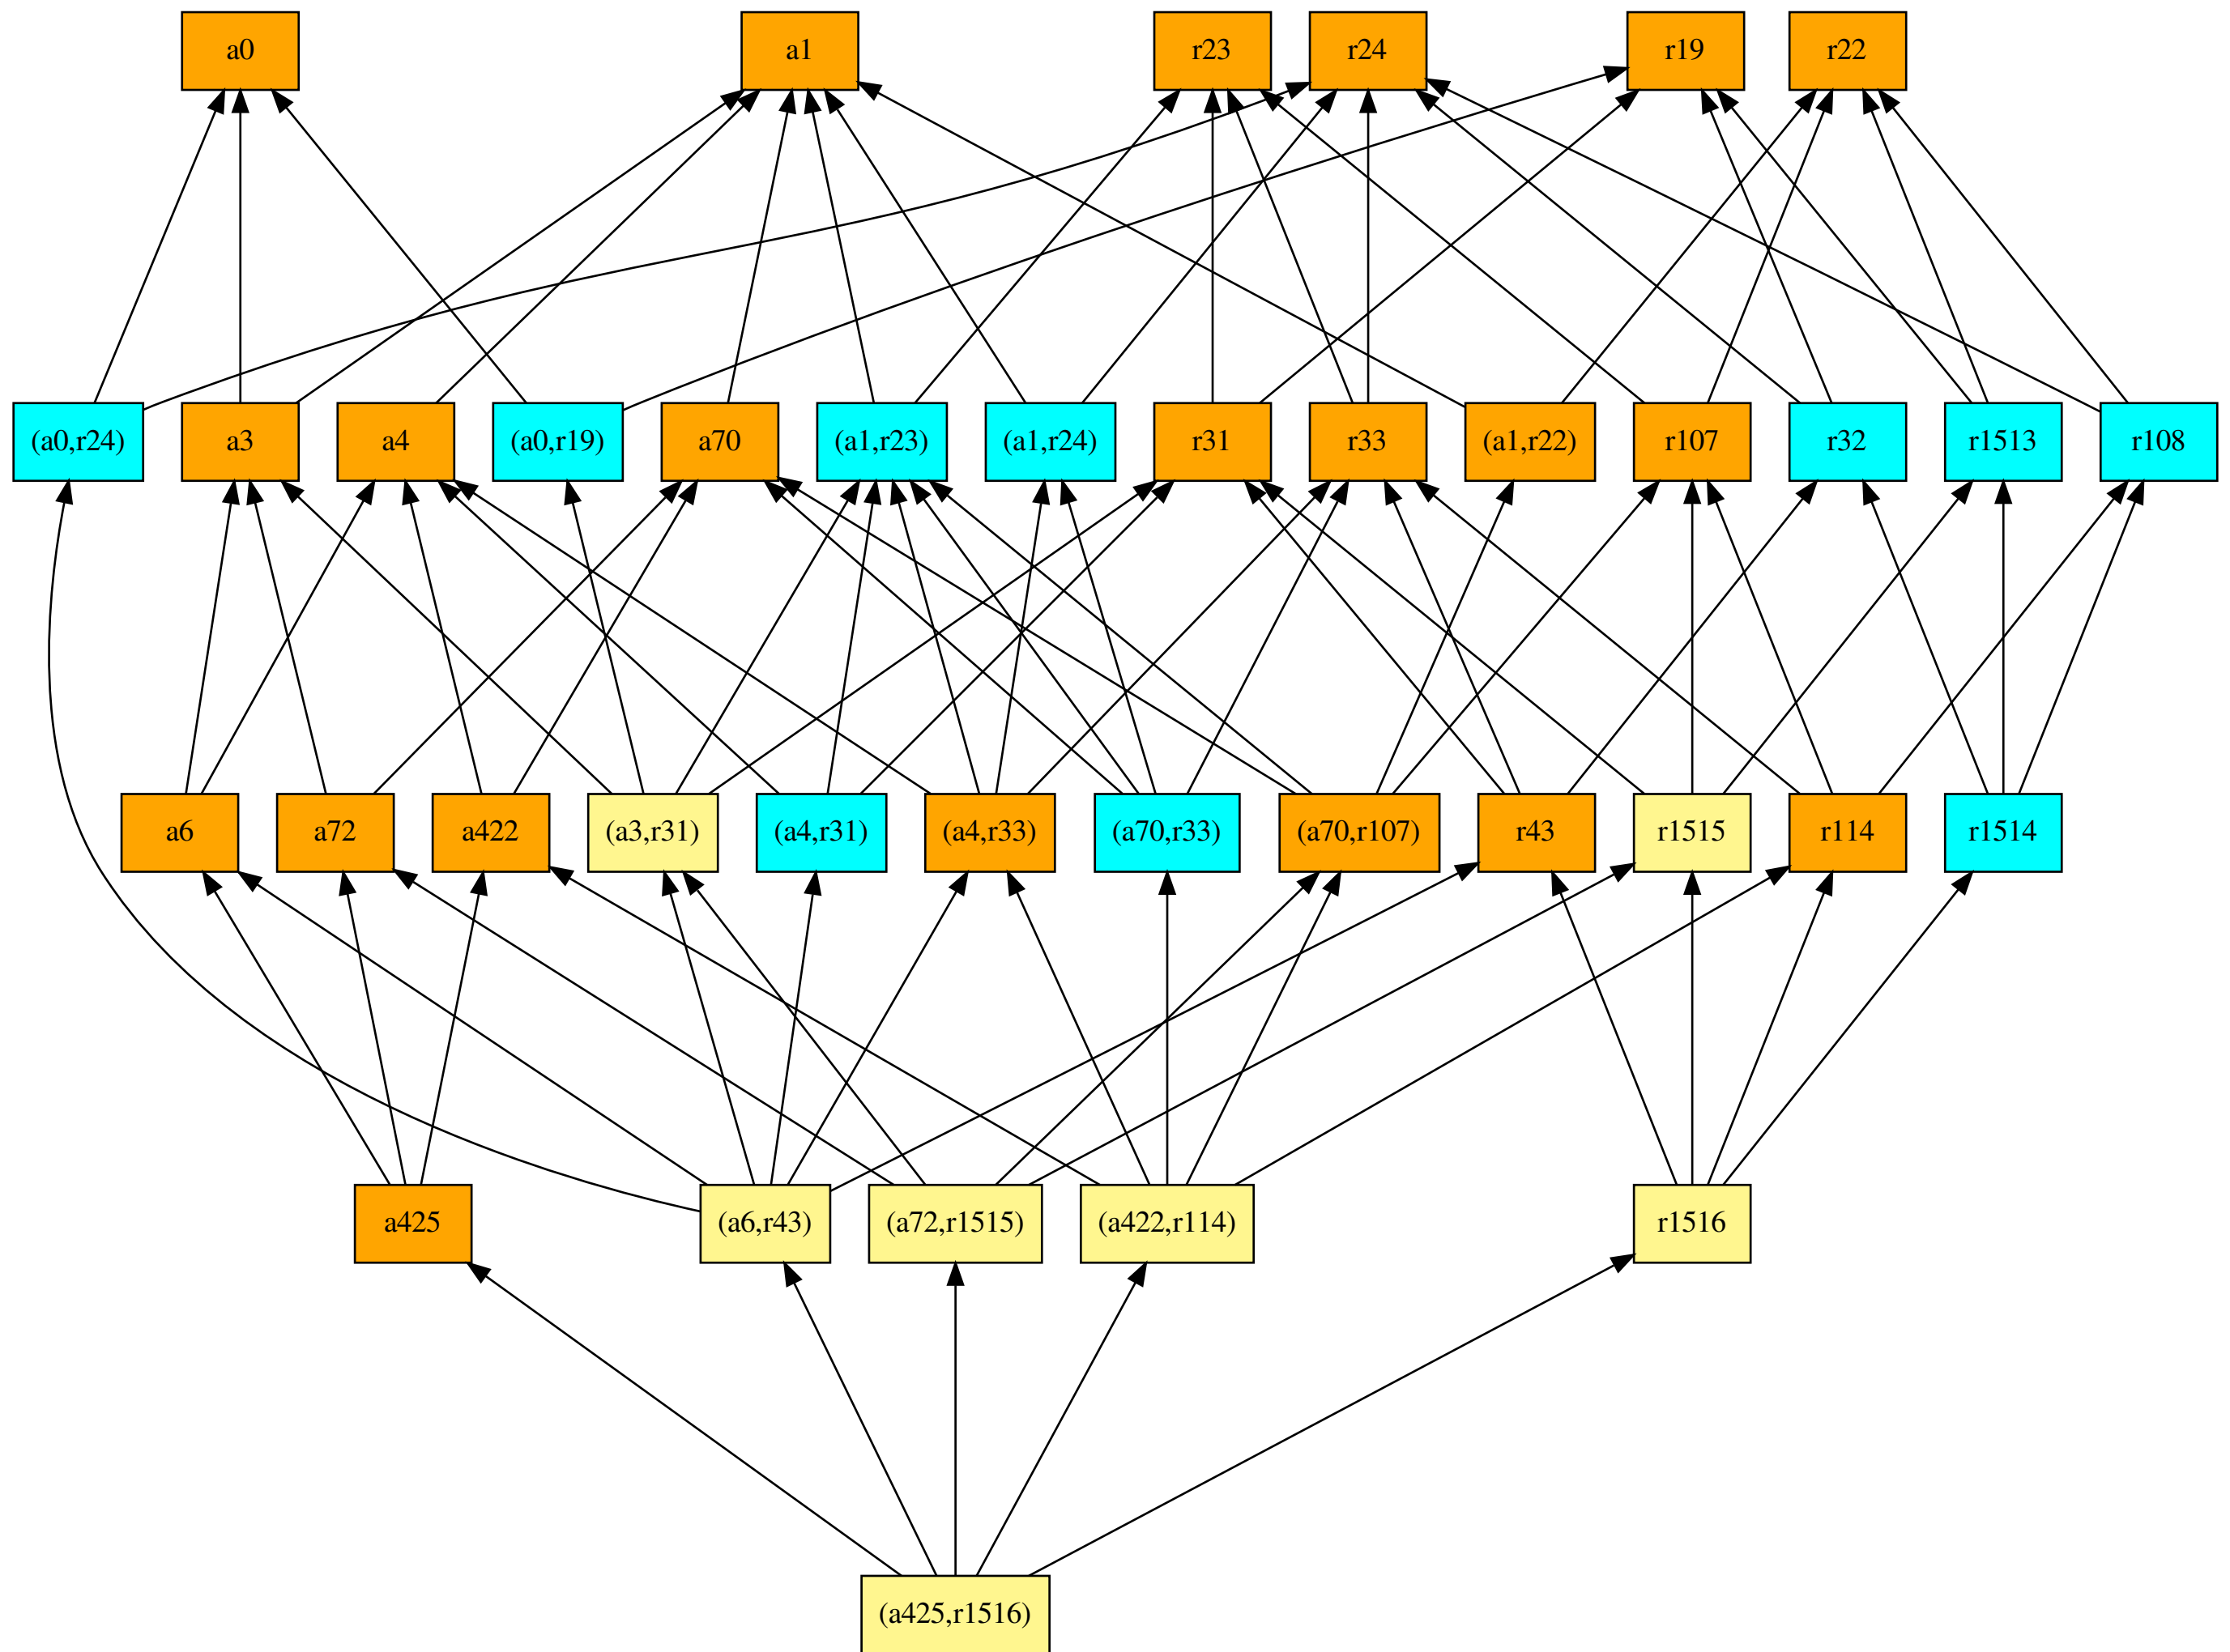 a0
a1
r23
r24
r19
r22
(a0,r24)
a3
a4
(a0,r19)
a70
(a1,r23)
(a1,r24)
r31
r33
(a1,r22)
r107
r32
r1513
r108
a6
a72
a422
(a3,r31)
(a4,r31)
(a4,r33)
(a70,r33)
(a70,r107)
r43
r1515
r114
r1514
a425
(a6,r43)
(a72,r1515)
(a422,r114)
r1516
(a425,r1516)